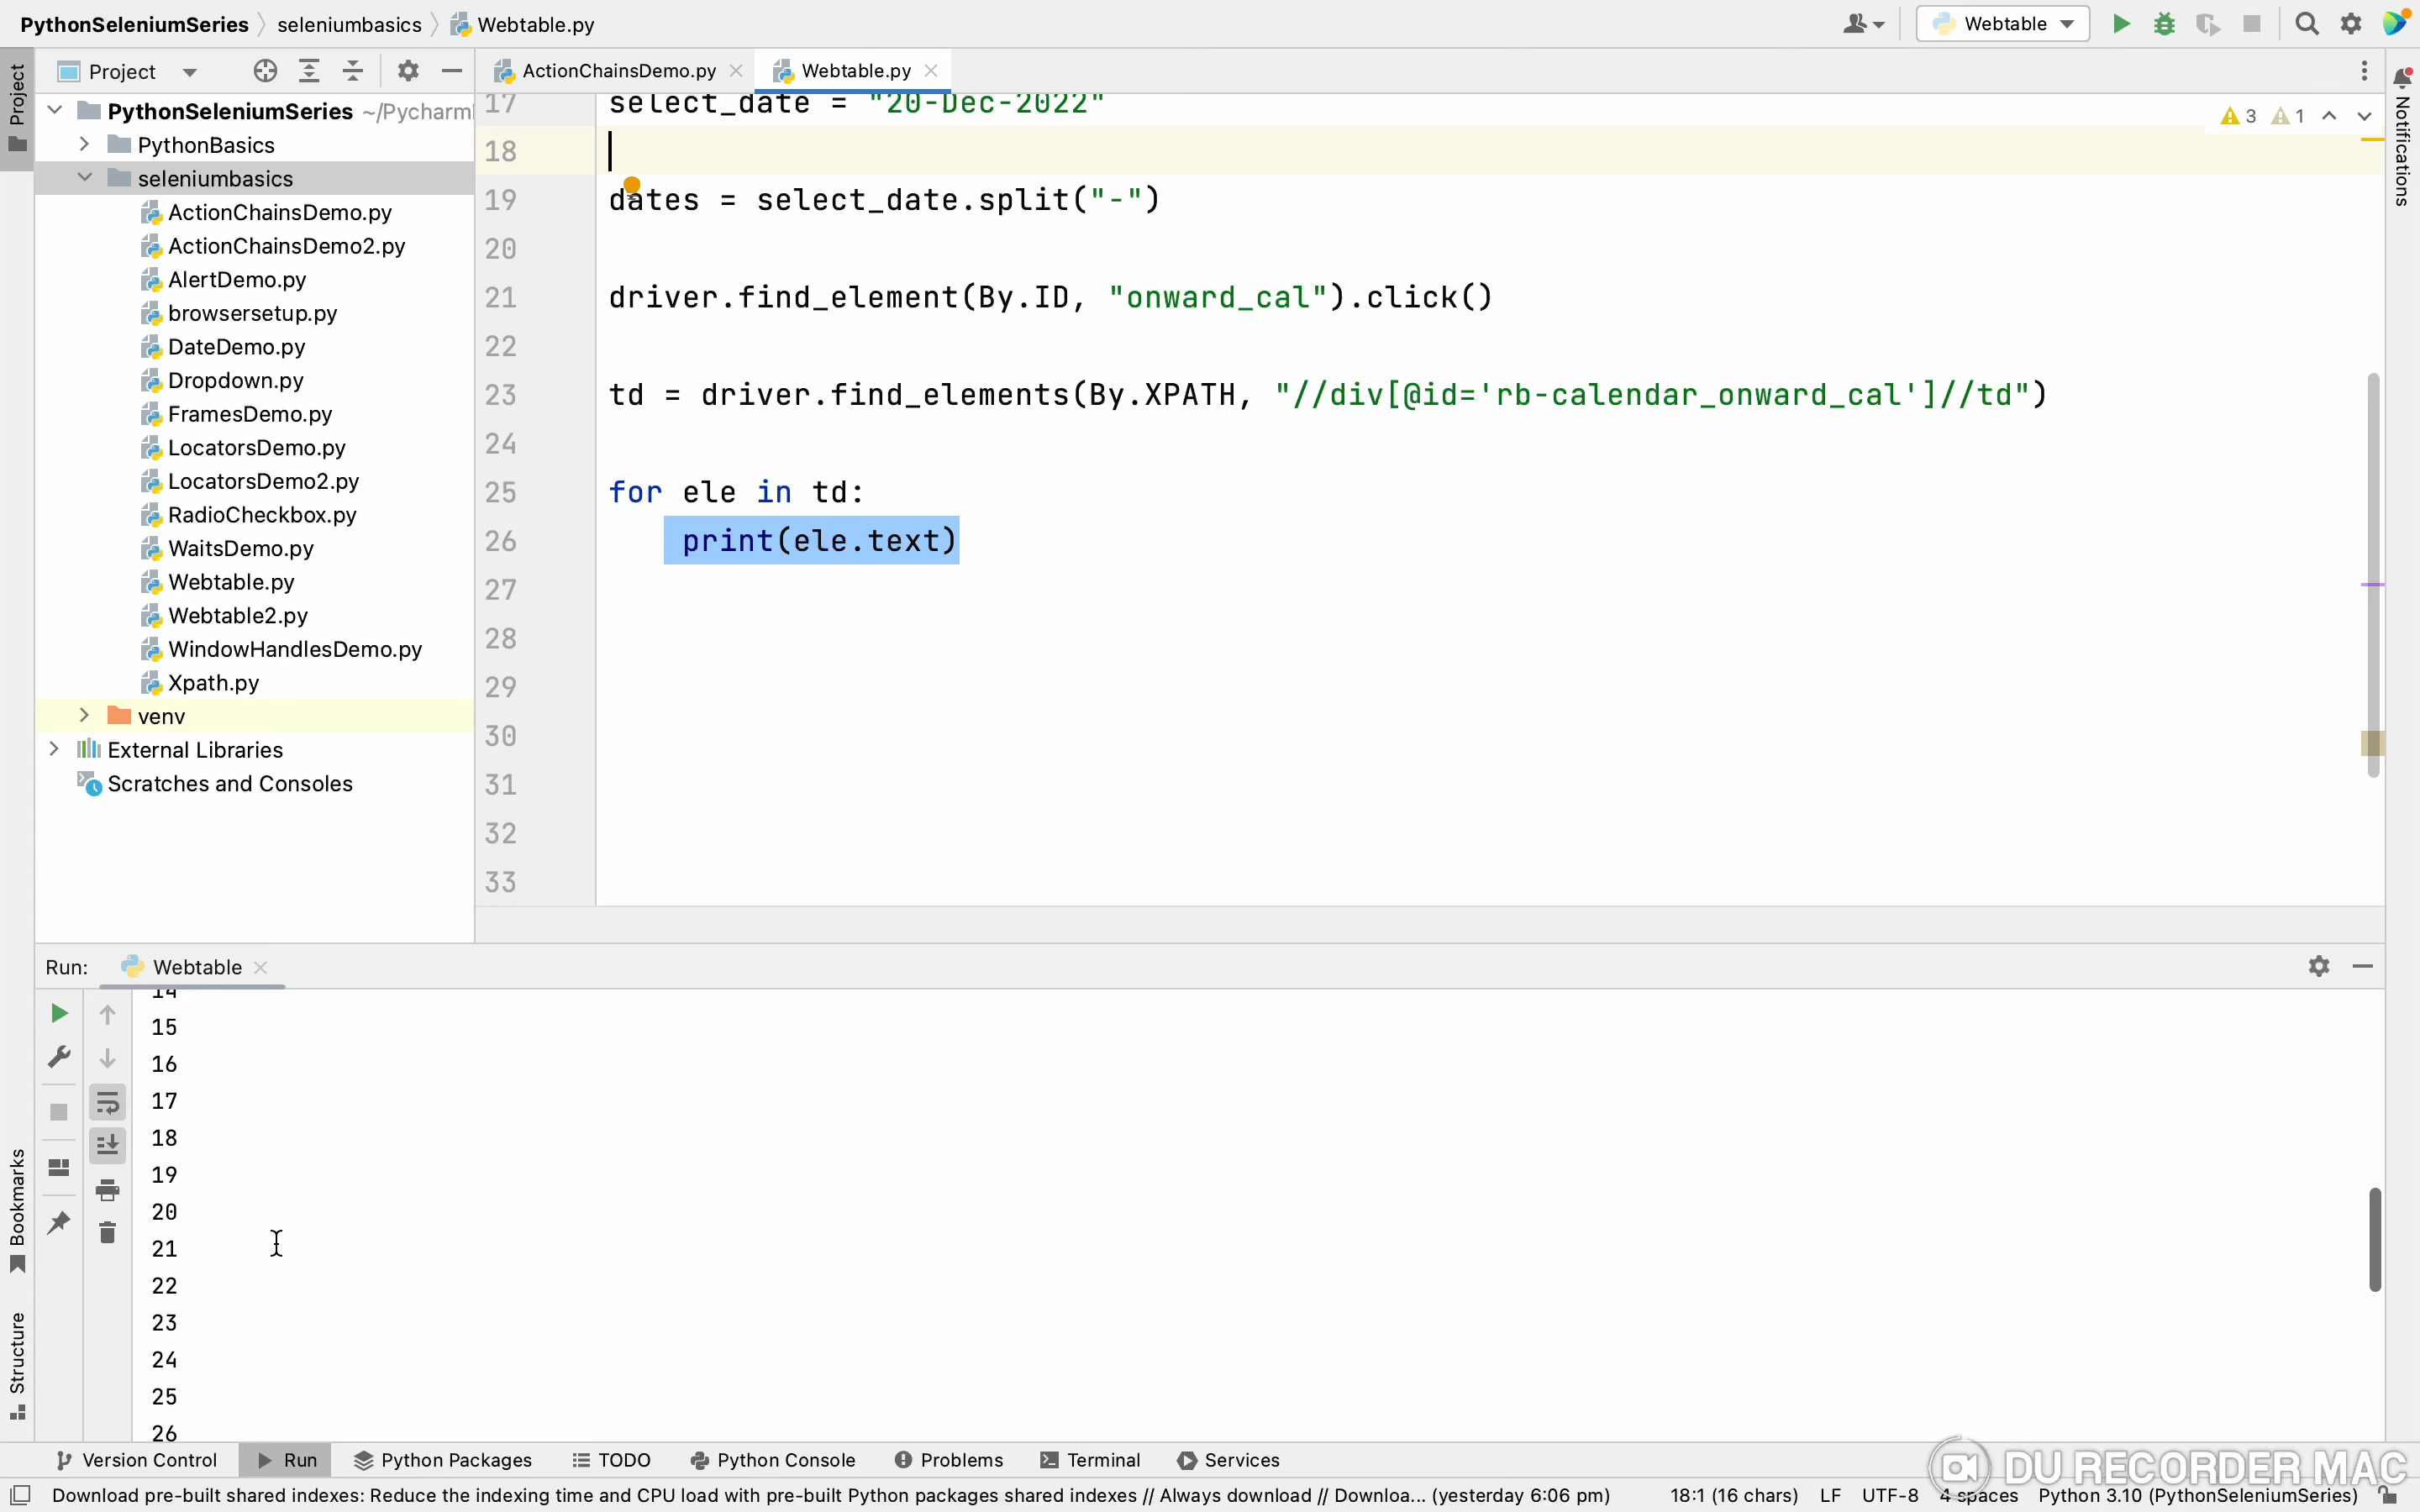 PythonSeleniumSeries seleniumbasics Webtable.py Webtable
Project
ActionChainsDemo.py Webtable.py
Project
PythonSeleniumSeries ~/Pycharm
PythonBasics
seleniumbasics
ActionChainsDemo.py
ActionChainsDemo2.py
AlertDemo.py
browsersetup.py
DateDemo.py
Dropdown.py
FramesDemo.py
LocatorsDemo.py
LocatorsDemo2.py
RadioCheckbox.py
WaitsDemo.py
Webtable.py
Webtable2.py
WindowHandlesDemo.py
Xpath.py
venv
External Libraries
Scratches and Consoles
17 select_date = "20-Dec-2022"
3 1
18
19 dates = select_date.split("-")
20
21 driver.find_element(By.ID, "onward_cal").click()
22
23 td = driver.find_elements(By.XPATH, "//div[@id='rb-calendar_onward_cal']//td")
24
25 for ele in td:
26 print(ele.text)
27
28
29
30
31
32
33
Notifications
Run: Webtable
14
15
16
17
18
19
20
21
22
23
24
25
26
Bookmarks
Structure
Version Control Run Python Packages TODO Python Console Problems Terminal Services
DU RECORDER MAC
Download pre-built shared indexes: Reduce the indexing time and CPU load with pre-built Python packages shared indexes // Always download // Downloa... (yesterday 6:06 pm) 18:1 (16 chars) LF UTF-8 4 spaces Python 3.10 (PythonSeleniumSeries)